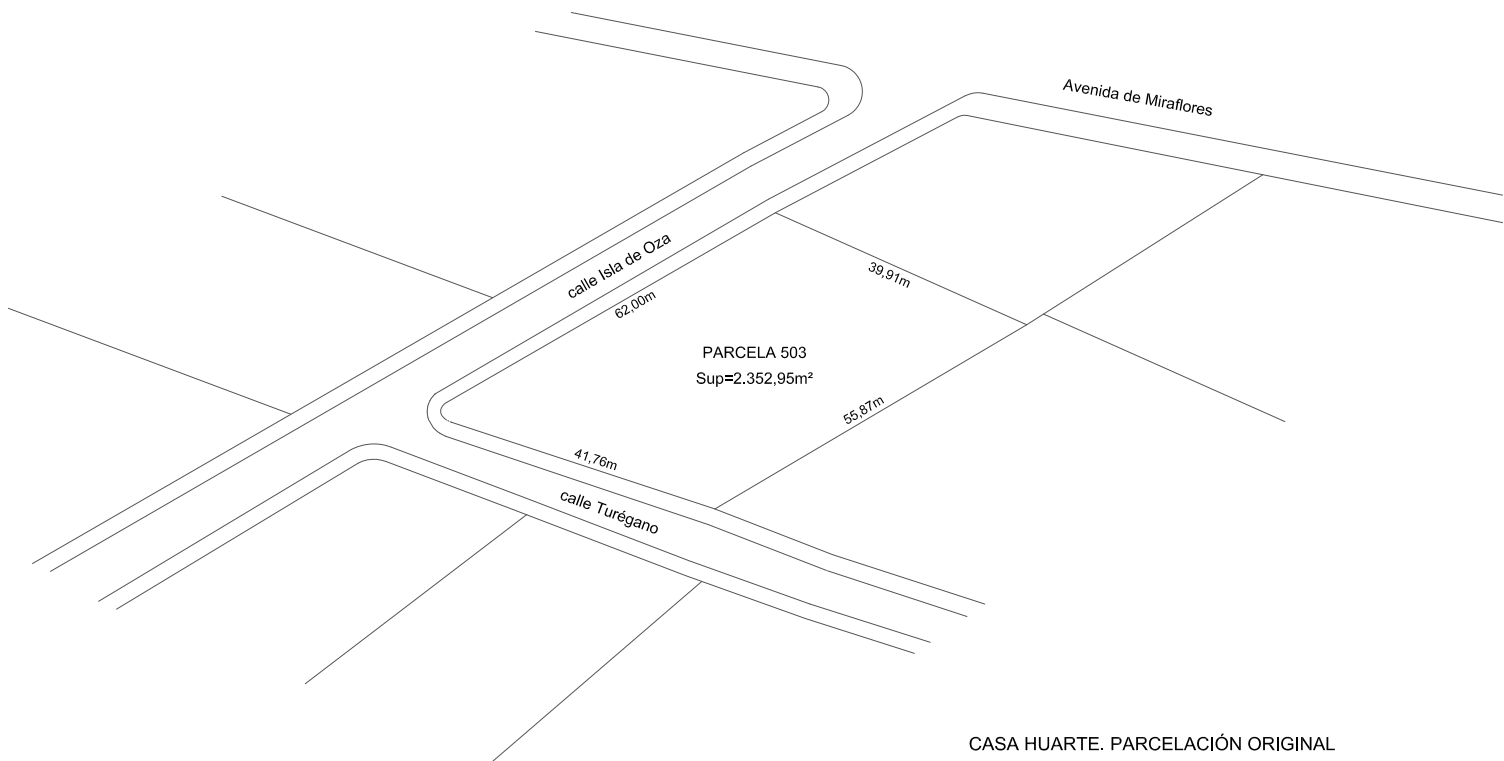 Avenida de Miraflores
calle Isla de Oza
39,91m
62,00m
PARCELA 503
Sup=2.352,95m²
55,87m
41,76m
calle Turégano
CASA HUARTE. PARCELACIÓN ORIGINAL